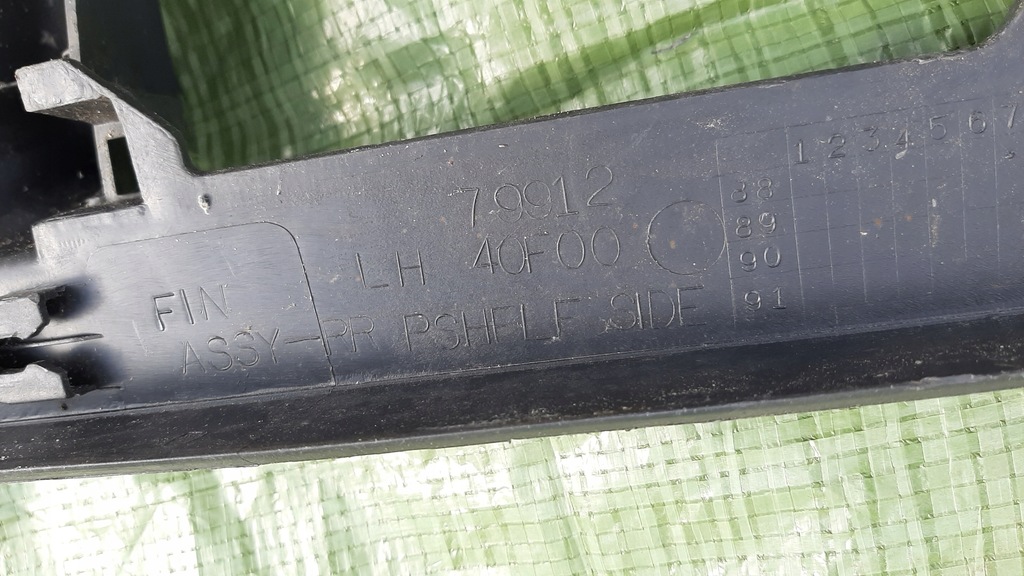 79912
LH 40F00
FIN
ASSY-PR PSHELF SIDE
1 2 3 4 5 6 7
88
89
90
91